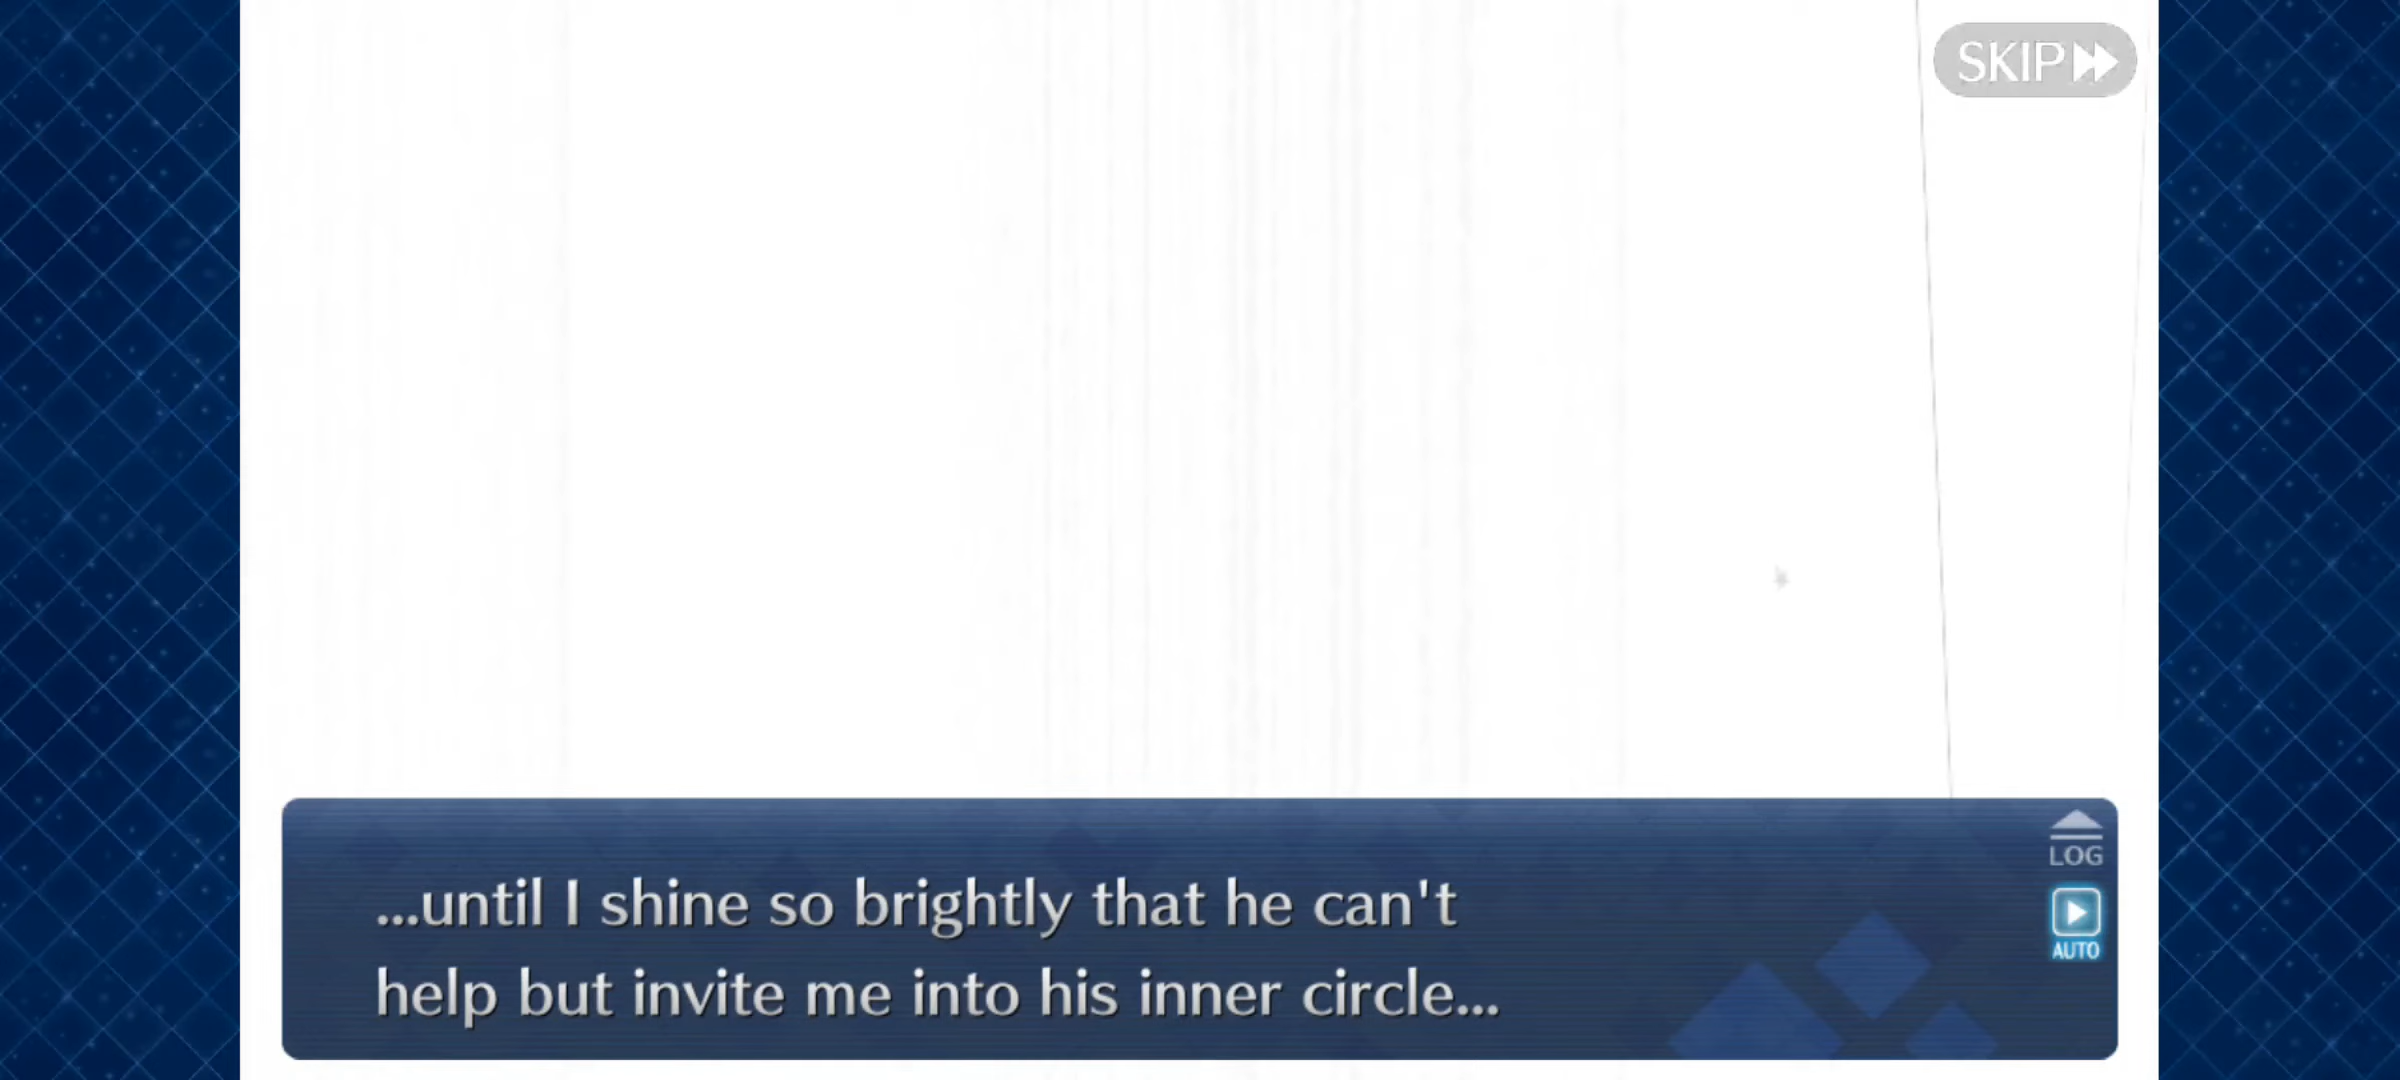 SKIP
LOG
AUTO
...until I shine so brightly that he can't
help but invite me into his inner circle...